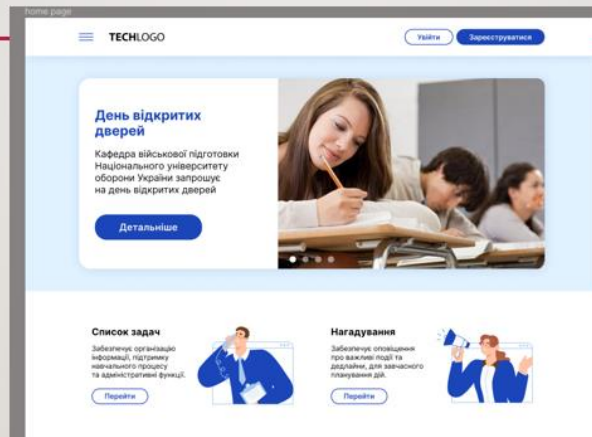 home page
TECHLOGO
Увійти
Зареєструватися
День відкритих
дверей
Кафедра військової підготовки
Національного університету
оборони України запрошує
на день відкритих дверей
Детальніше
Список задач
Забезпечує організацію
інформації, підтримку
навчального процесу
та адміністративні функції.
Перейти
Нагадування
Забезпечує оповіщення
про важливі події та
дедлайни, для завчасного
планування дій.
Перейти